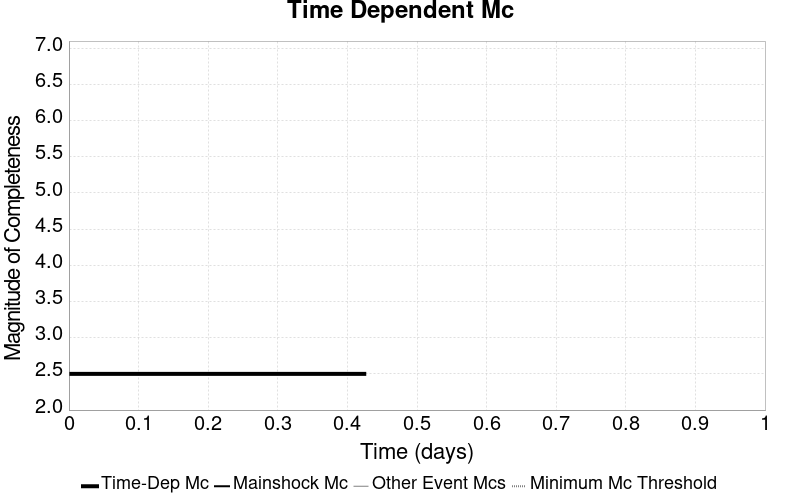 Time Dependent Mc
Magnitude of Completeness
7.0
6.5
6.0
5.5
5.0
4.5
4.0
3.5
3.0
2.5
2.0
0 0.1 0.2 0.3 0.4 0.5 0.6 0.7 0.8 0.9 1
Time (days)
Time-Dep Mc Mainshock Mc Other Event Mcs Minimum Mc Threshold